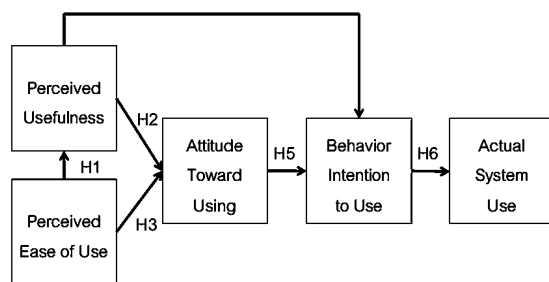 Perceived
Usefulness
H2
H1
Perceived
Ease of Use
H3
Attitude
Toward
Using
H5
Behavior
Intention
to Use
H6
Actual
System
Use